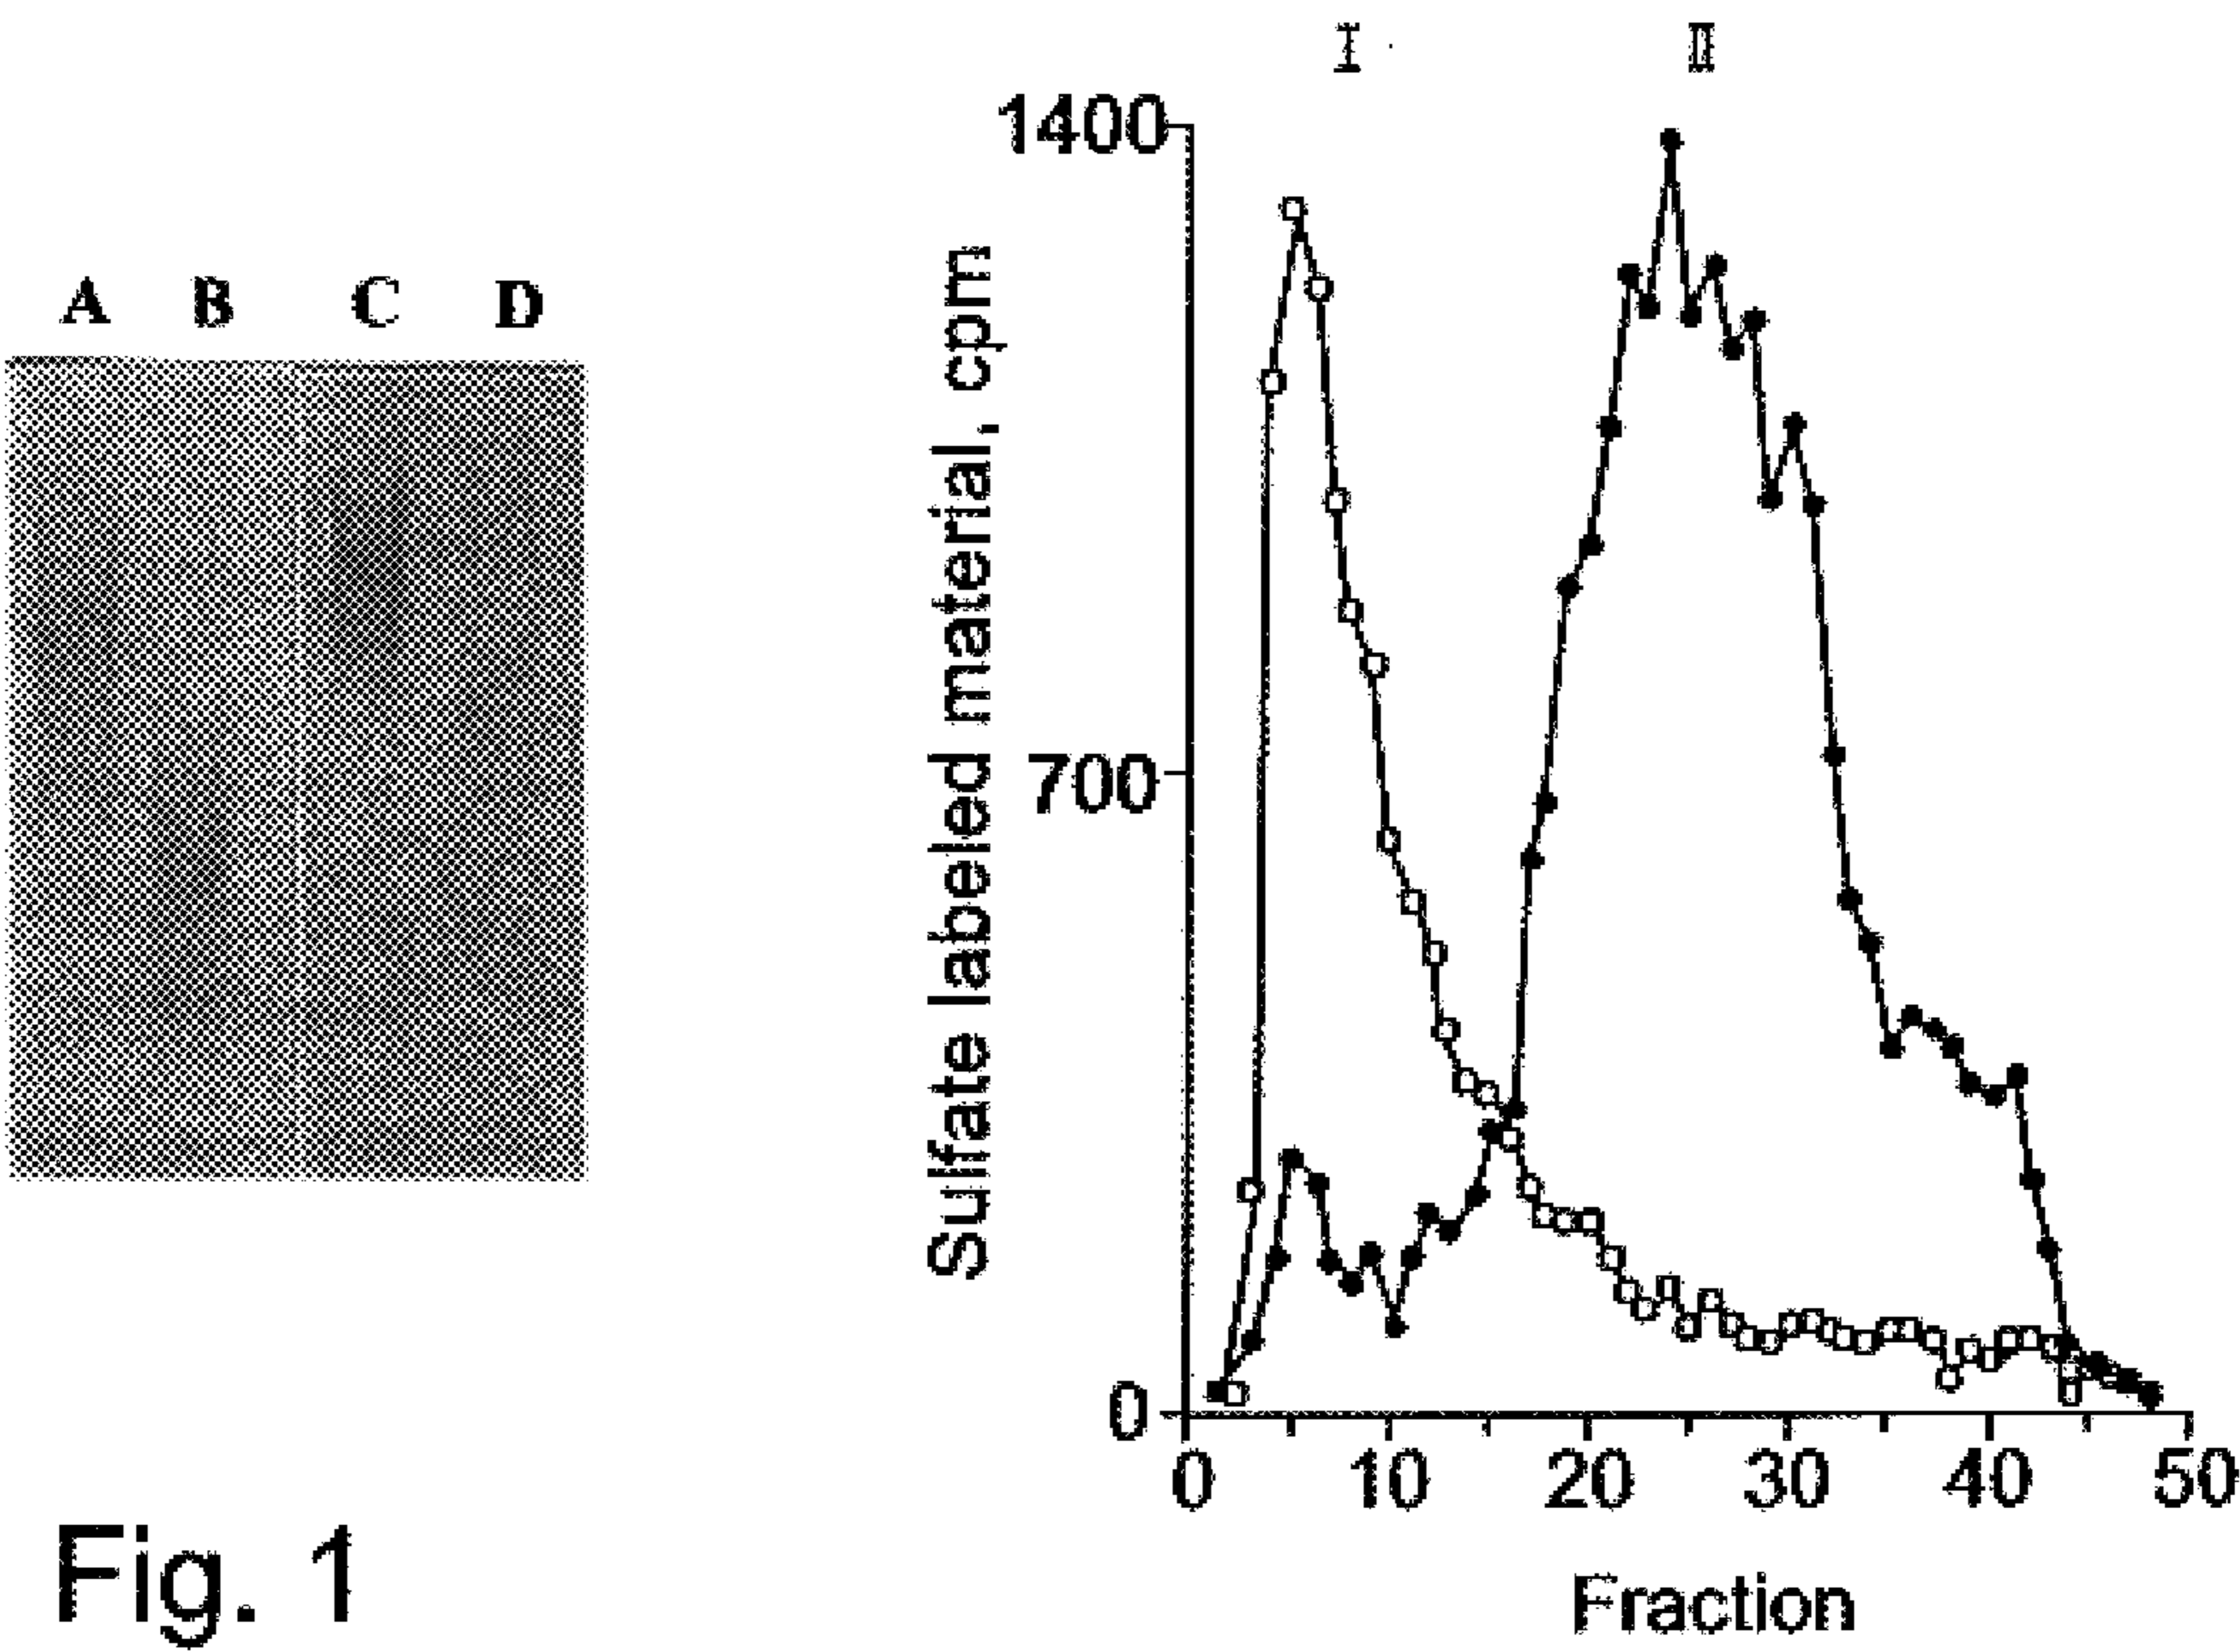 I II
1400
A B C D
Sulfate labeled material, cpm
700
0
0 10 20 30 40 50
Fraction
Fig. 1